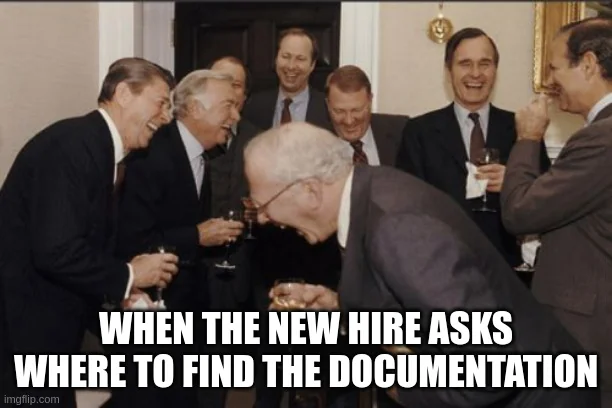 WHEN THE NEW HIRE ASKS
WHERE TO FIND THE DOCUMENTATION
imgflip.com